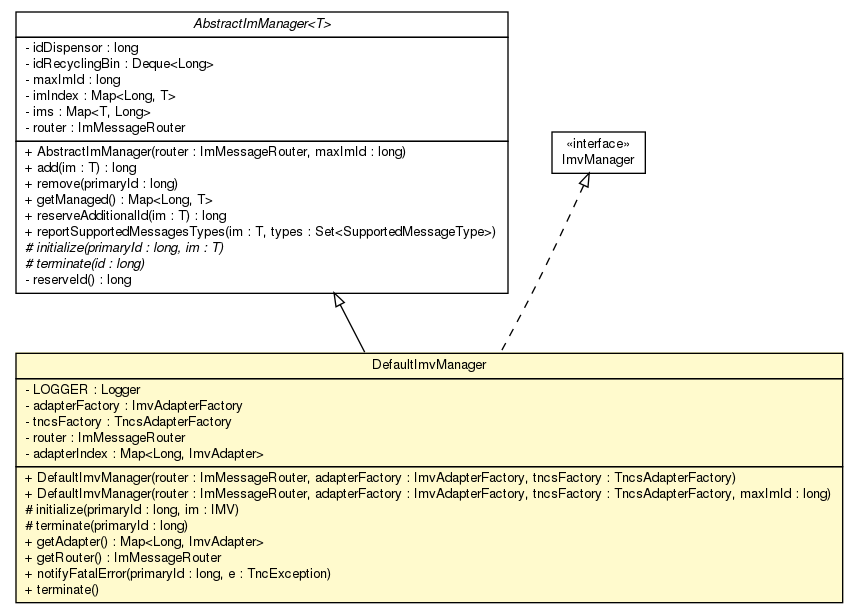 AbstractImManager<T>
- idDispensor : long
- idRecyclingBin : Deque<Long>
- maxImId : long
- imIndex : Map<Long, T>
- ims : Map<T, Long>
- router : ImMessageRouter
+ AbstractImManager(router : ImMessageRouter, maxImId : long)
+ add(im : T) : long
+ remove(primaryId : long)
+ getManaged() : Map<Long, T>
+ reserveAdditionalId(im : T) : long
+ reportSupportedMessagesTypes(im : T, types : Set<SupportedMessageType>)
# initialize(primaryId : long, im : T)
# terminate(id : long)
- reserveId() : long
«interface»
ImvManager
DefaultImvManager
- LOGGER : Logger
- adapterFactory : ImvAdapterFactory
- tncsFactory : TncsAdapterFactory
- router : ImMessageRouter
- adapterIndex : Map<Long, ImvAdapter>
+ DefaultImvManager(router : ImMessageRouter, adapterFactory : ImvAdapterFactory, tncsFactory : TncsAdapterFactory)
+ DefaultImvManager(router : ImMessageRouter, adapterFactory : ImvAdapterFactory, tncsFactory : TncsAdapterFactory, maxImId : long)
# initialize(primaryId : long, im : IMV)
# terminate(primaryId : long)
+ getAdapter() : Map<Long, ImvAdapter>
+ getRouter() : ImMessageRouter
+ notifyFatalError(primaryId : long, e : TncException)
+ terminate()